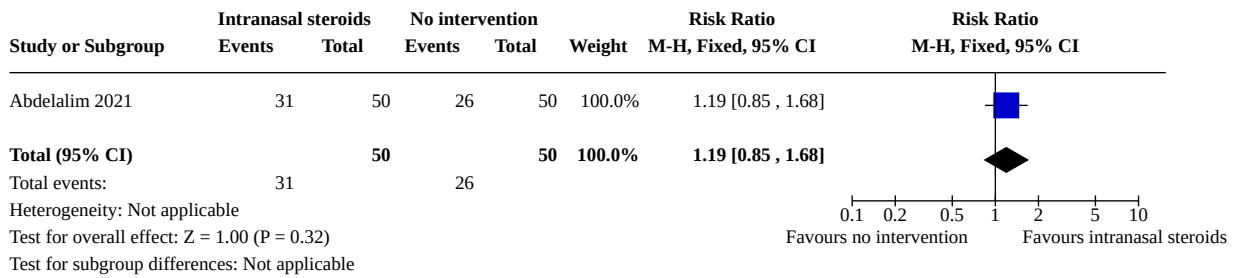 Intranasal steroids No intervention Risk Ratio Risk Ratio
Study or Subgroup Events Total Events Total Weight M-H, Fixed, 95% CI M-H, Fixed, 95% CI
Abdelalim 2021 31 50 26 50 100.0% 1.19 [0.85 , 1.68]
Total (95% CI) 50 50 100.0% 1.19 [0.85 , 1.68]
Total events: 31 26
Heterogeneity: Not applicable 0.1 0.2 0.5 1 2 5 10
Test for overall effect: Z = 1.00 (P = 0.32) Favours no intervention Favours intranasal steroids
Test for subgroup differences: Not applicable